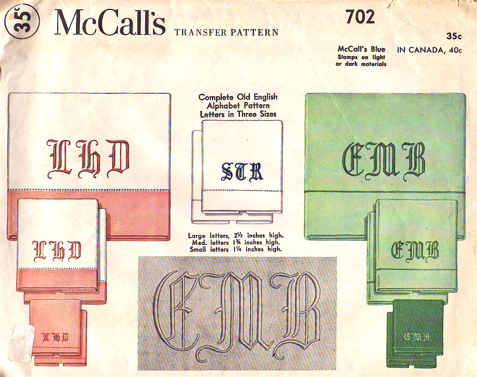 35¢
McCall's TRANSFER PATTERN
702
35c
McCall's Blue
Stamps on light
or dark materials
IN CANADA, 40c
Complete Old English
Alphabet Pattern
Letters in Three Sizes
LHD
STR
EMB
Large letters, 2½ inches high.
Med. letters 1¾ inches high.
Small letters 1¼ inches high.
LHD
EMB
EMB
LHD